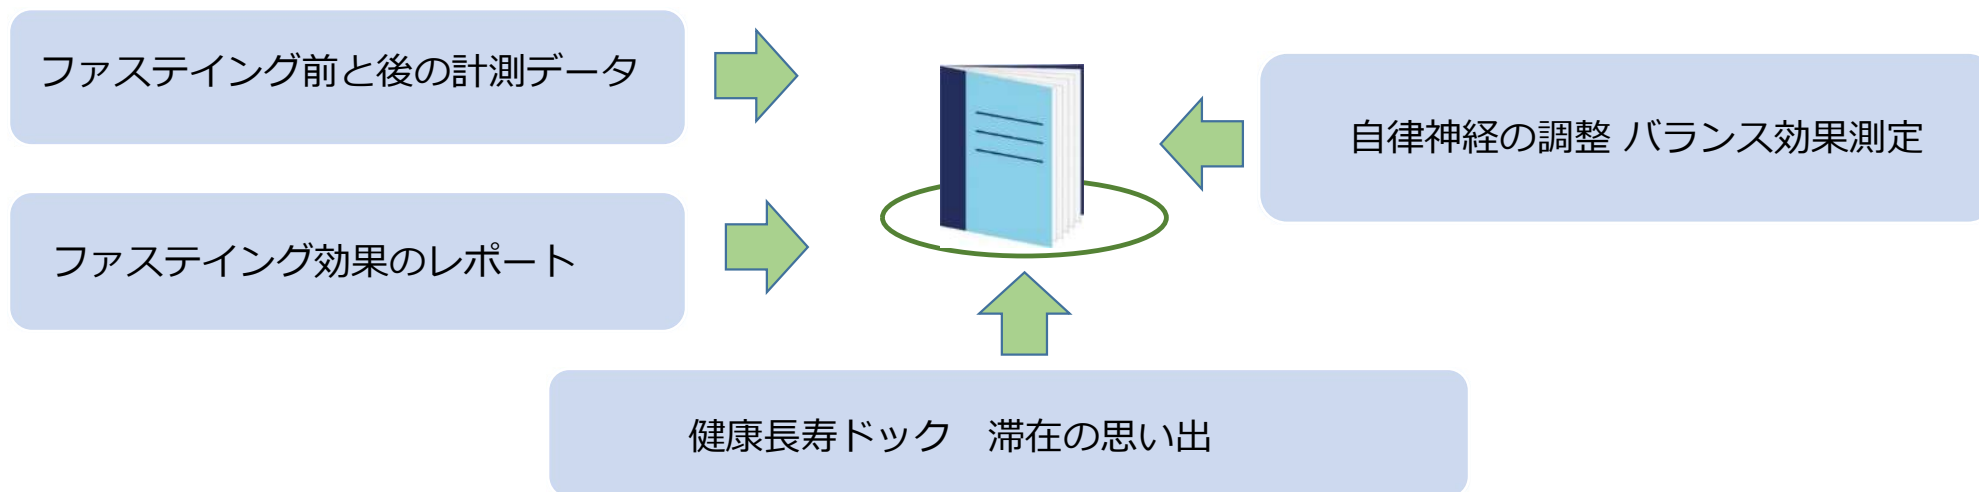 ファステイング前と後の計測データ
自律神経の調整 バランス効果測定
ファステイング効果のレポート
健康長寿ドック　滞在の思い出